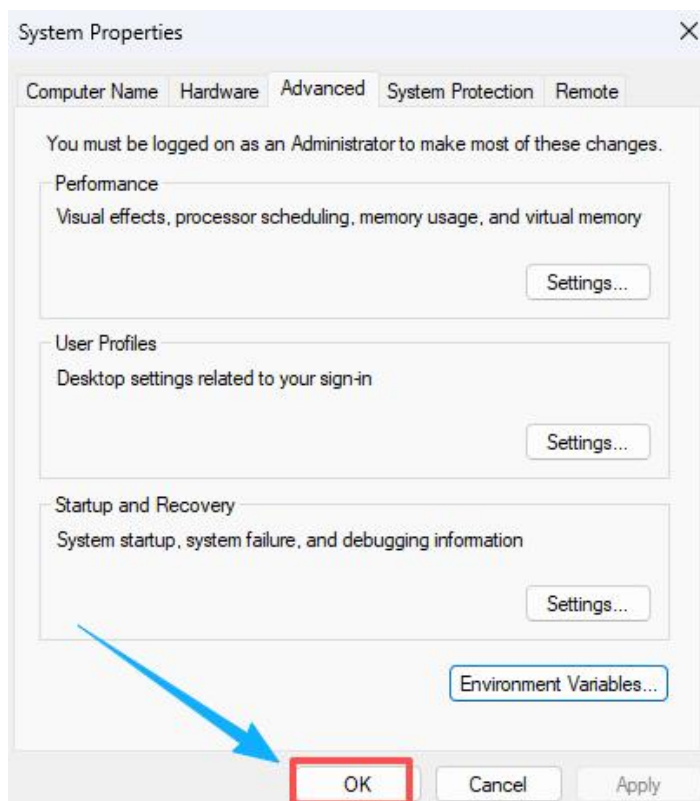 System Properties
Computer Name Hardware Advanced System Protection Remote
You must be logged on as an Administrator to make most of these changes.
Performance
Visual effects, processor scheduling, memory usage, and virtual memory
Settings...
User Profiles
Desktop settings related to your sign-in
Settings...
Startup and Recovery
System startup, system failure, and debugging information
Settings...
Environment Variables...
OK Cancel Apply